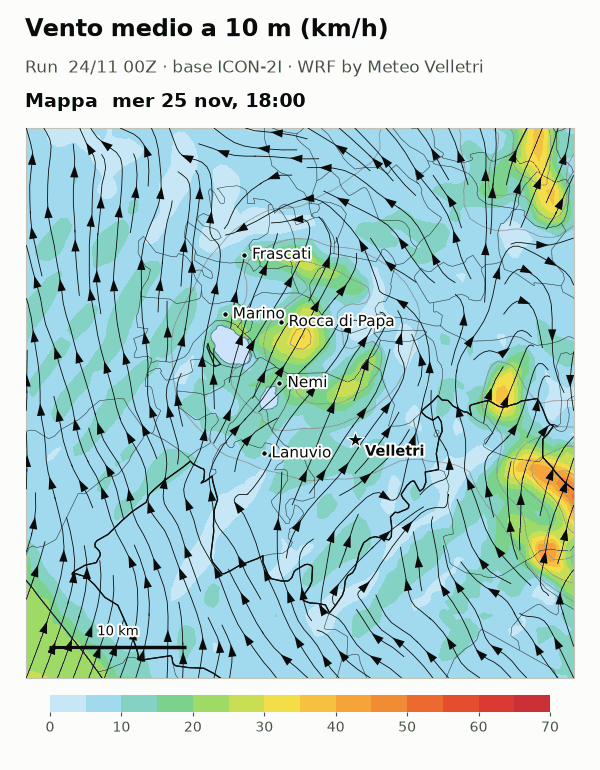 Vento medio a 10 m (km/h)
Run  24/11 00Z · base ICON-2I · WRF by Meteo Velletri
Mappa  mer 25 nov, 18:00
Frascati
Marino
Rocca di Papa
Nemi
Velletri
Lanuvio
10 km
0 10 20 30 40 50 60 70